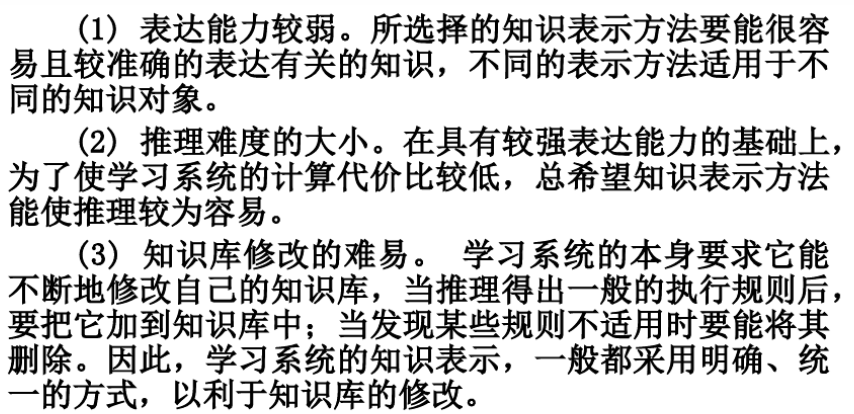 (1) 表达能力较弱。所选择的知识表示方法要能很容
易且较准确的表达有关的知识，不同的表示方法适用于不
同的知识对象。
(2) 推理难度的大小。在具有较强表达能力的基础上，
为了使学习系统的计算代价比较低，总希望知识表示方法
能使推理较为容易。
(3) 知识库修改的难易。 学习系统的本身要求它能
不断地修改自己的知识库，当推理得出一般的执行规则后，
要把它加到知识库中；当发现某些规则不适用时要能将其
删除。因此，学习系统的知识表示，一般都采用明确、统
一的方式，以利于知识库的修改。